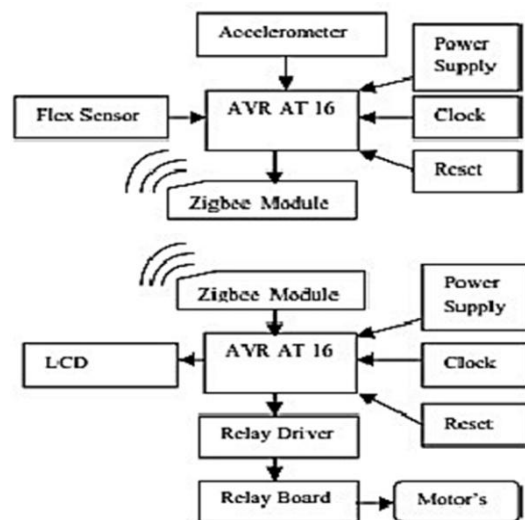 Accelerometer
Power
Supply
Flex Sensor
AVR AT 16
Clock
Reset
Zigbee Module
Zigbee Module
Power
Supply
LCD
AVR AT 16
Clock
Relay Driver
Reset
Relay Board
Motor's